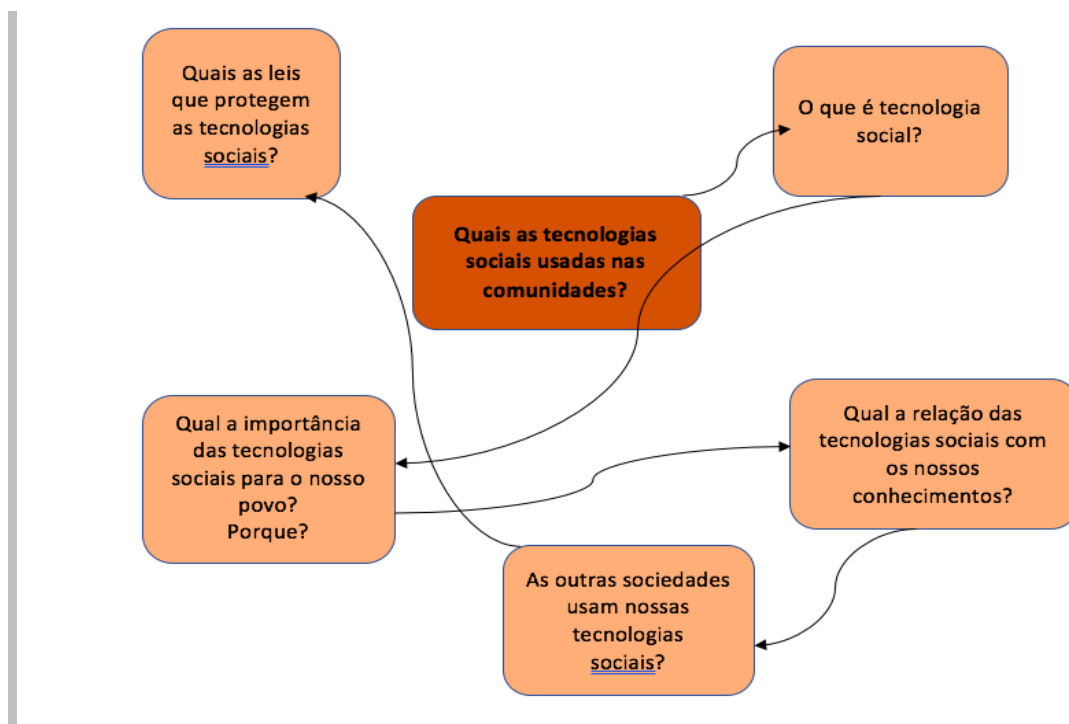 Quais as leis
que protegem
as tecnologias
sociais?
O que é tecnologia
social?
Quais as tecnologias
sociais usadas nas
comunidades?
Qual a importância
das tecnologias
sociais para o nosso
povo?
Porque?
Qual a relação das
tecnologias sociais com
os nossos
conhecimentos?
As outras sociedades
usam nossas
tecnologias
sociais?